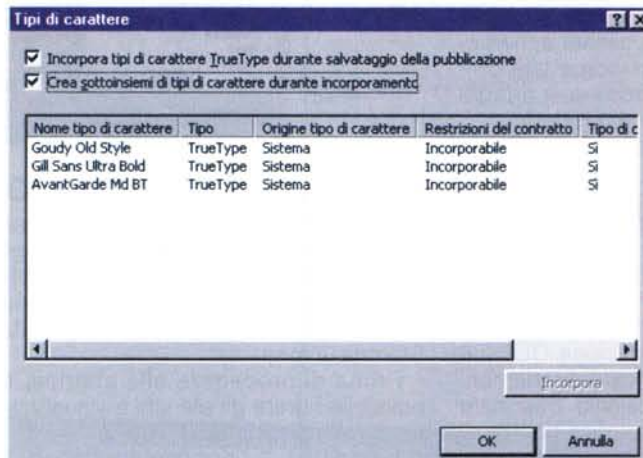 Tipi di carattere
Incorpora tipi di carattere TrueType durante salvataggio della pubblicazione
Crea sottoinsiemi di tipi di carattere durante incorporamento
Nome tipo di carattere Tipo Origine tipo di carattere Restrizioni del contratto Tipo di c
Goudy Old Style TrueType Sistema Incorporabile Sì
Gill Sans Ultra Bold TrueType Sistema Incorporabile Sì
AvantGarde Md BT TrueType Sistema Incorporabile Sì
Incorpora
OK Annulla